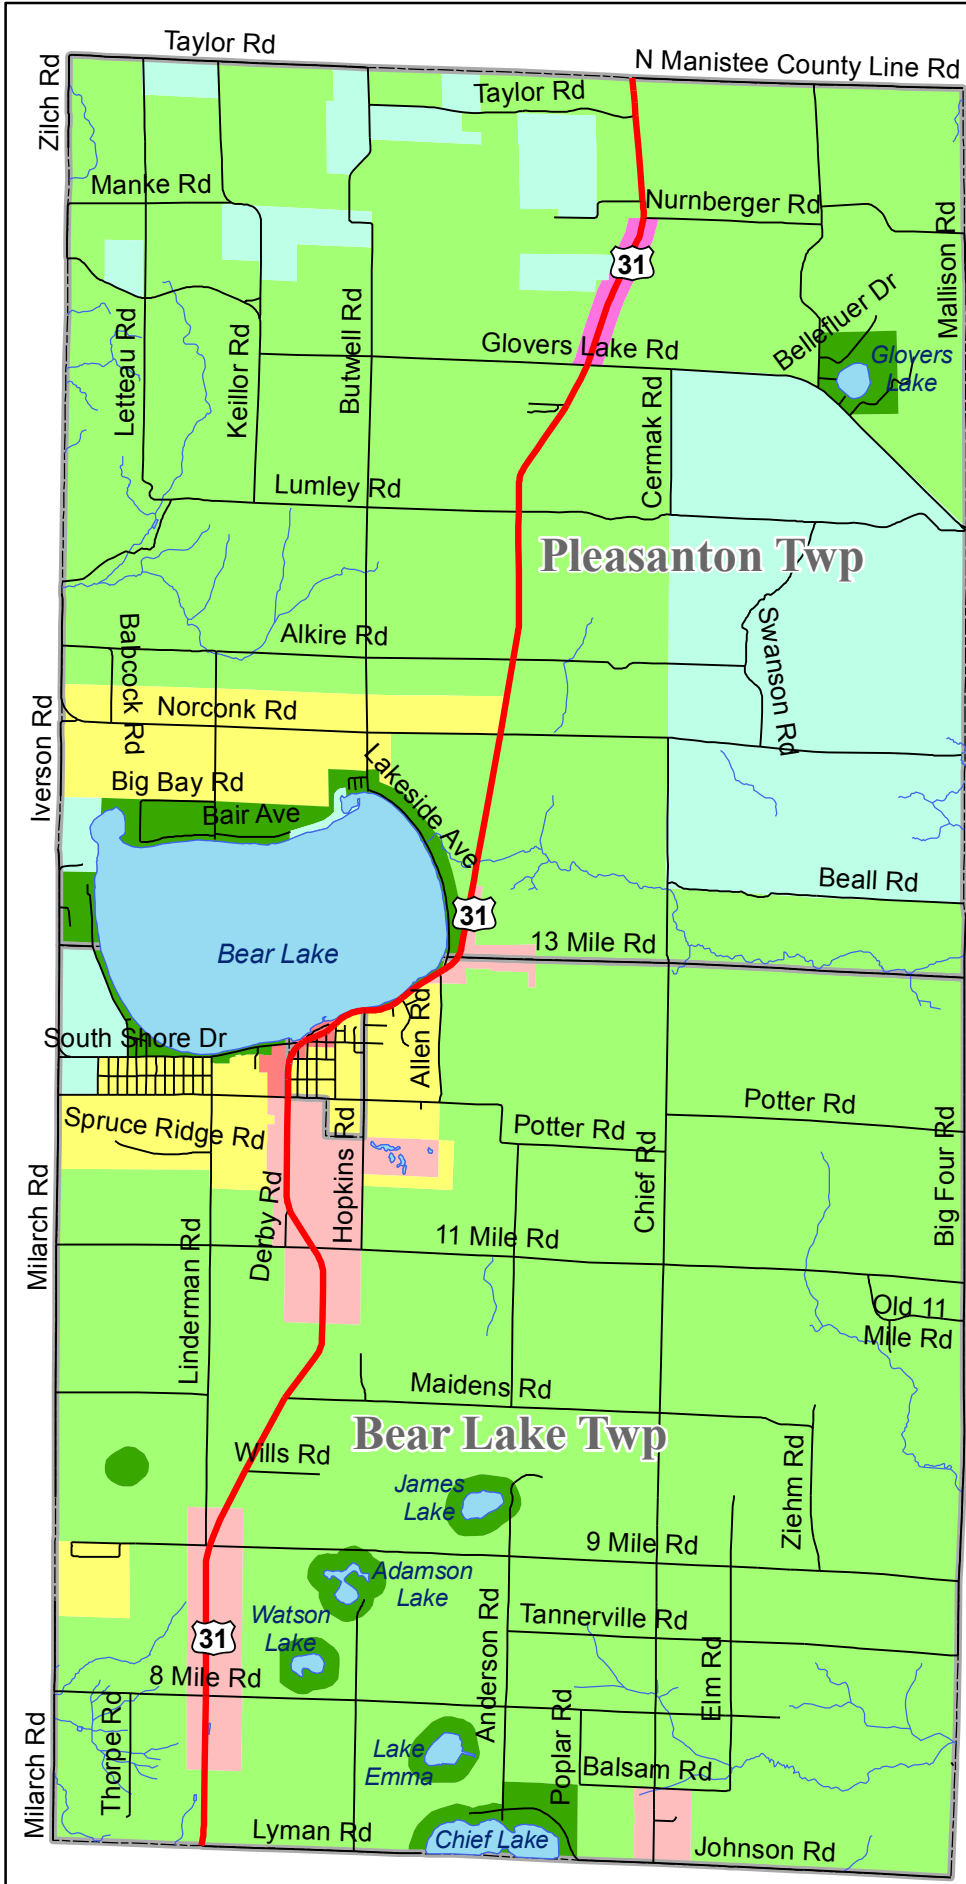 Taylor Rd
N Manistee County Line Rd
Zilch Rd
Taylor Rd
Manke Rd
Nurnberger Rd
Mallison Rd
31
Bellefluer Dr
Letteau Rd
Keillor Rd
Butwell Rd
Glovers Lake Rd
Glovers
Lake
Cermak Rd
Lumley Rd
Pleasanton Twp
Babcock Rd
Alkire Rd
Swanson Rd
Norconk Rd
Iverson Rd
Big Bay Rd
Bair Ave
Lakeside Ave
Beall Rd
31
Bear Lake
13 Mile Rd
South Shore Dr
Allen Rd
Spruce Ridge Rd
Potter Rd
Potter Rd
Hopkins Rd
Chief Rd
Big Four Rd
Milarch Rd
Derby Rd
Linderman Rd
11 Mile Rd
Old 11
Mile Rd
Maidens Rd
Bear Lake Twp
Wills Rd
James
Lake
Ziehm Rd
9 Mile Rd
Adamson
Lake
Watson
Lake
Anderson Rd
Tannerville Rd
31
8 Mile Rd
Elm Rd
Thorpe Rd
Milarch Rd
Lake
Emma
Poplar Rd
Balsam Rd
Lyman Rd
Chief Lake
Johnson Rd